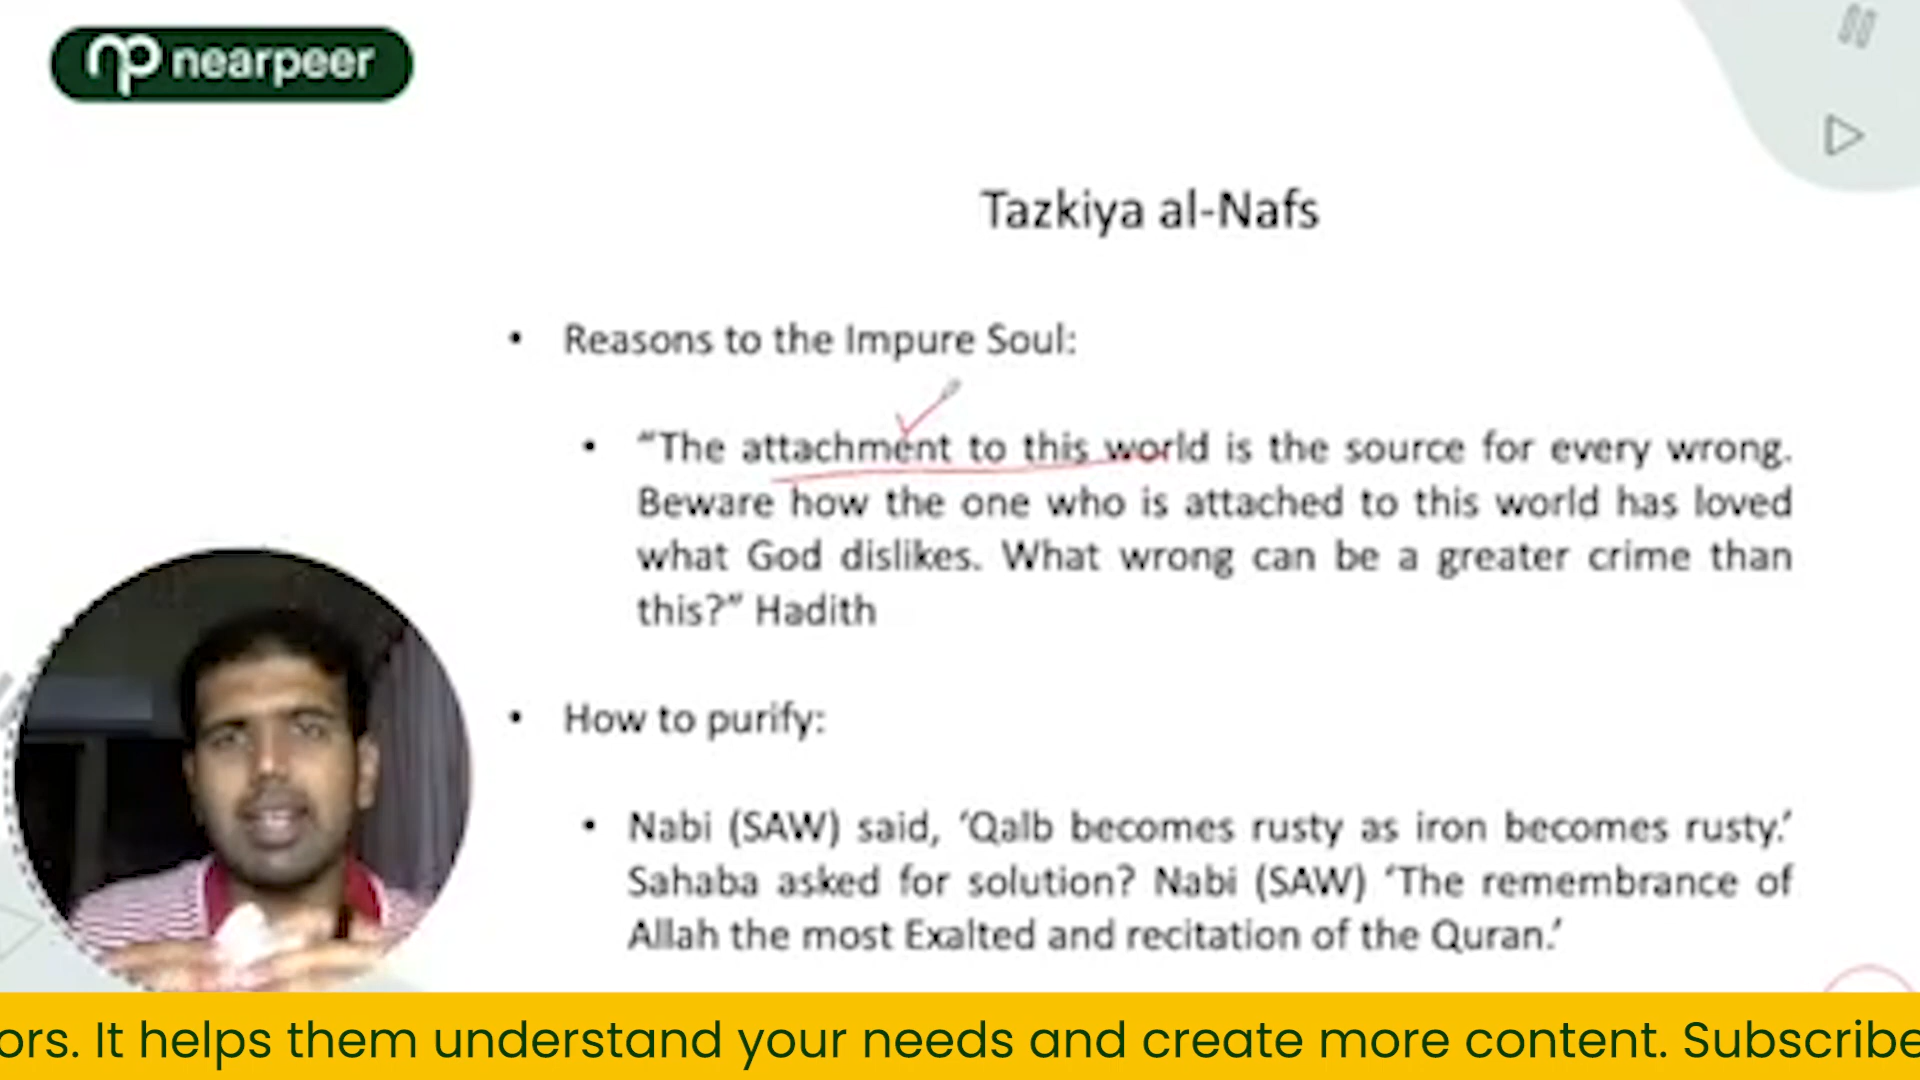 nearpeer
Tazkiya al-Nafs
• Reasons to the Impure Soul:
• “The attachment to this world is the source for every wrong.
Beware how the one who is attached to this world has loved
what God dislikes. What wrong can be a greater crime than
this?” Hadith
• How to purify:
• Nabi (SAW) said, ‘Qalb becomes rusty as iron becomes rusty.’
Sahaba asked for solution? Nabi (SAW) ‘The remembrance of
Allah the most Exalted and recitation of the Quran.’
ors. It helps them understand your needs and create more content. Subscribe